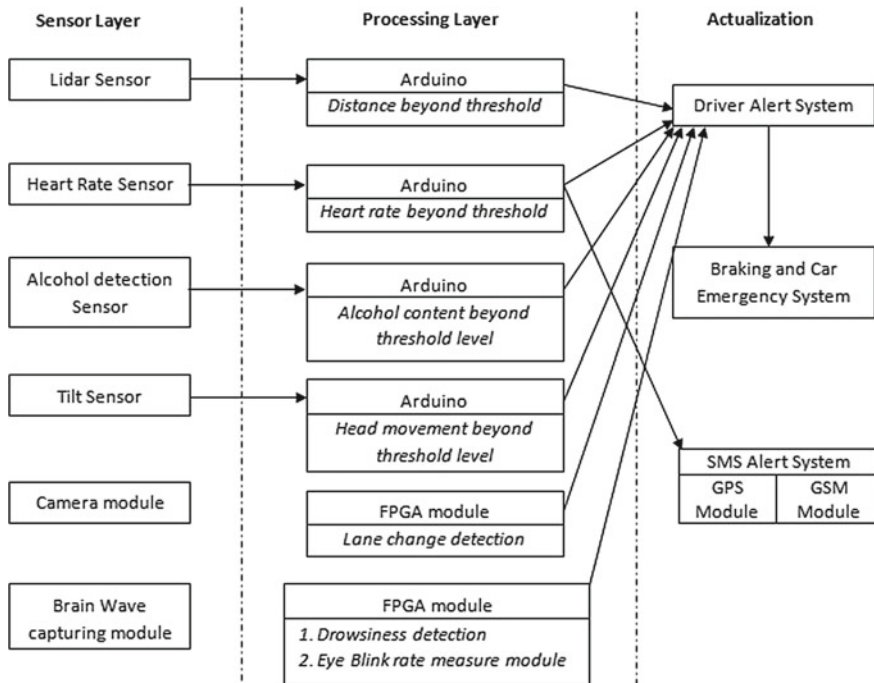 Sensor Layer
Processing Layer
Actualization
Lidar Sensor
Arduino
Distance beyond threshold
Driver Alert System
Heart Rate Sensor
Arduino
Heart rate beyond threshold
Alcohol detection
Sensor
Arduino
Alcohol content beyond
threshold level
Braking and Car
Emergency System
Tilt Sensor
Arduino
Head movement beyond
threshold level
SMS Alert System
GPS
Module
GSM
Module
Camera module
FPGA module
Lane change detection
Brain Wave
capturing module
FPGA module
1. Drowsiness detection
2. Eye Blink rate measure module